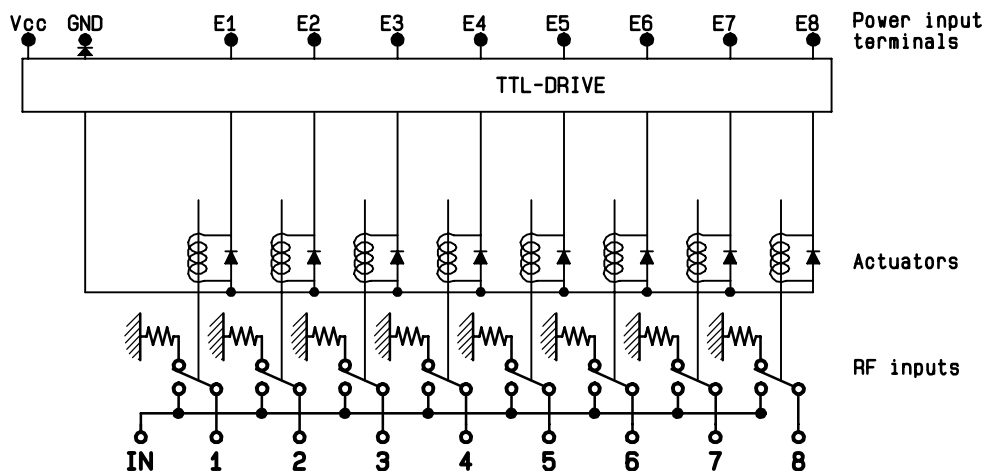 Vcc GND E1 E2 E3 E4 E5 E6 E7 E8 Power input
terminals
TTL-DRIVE
Actuators
RF inputs
IN 1 2 3 4 5 6 7 8